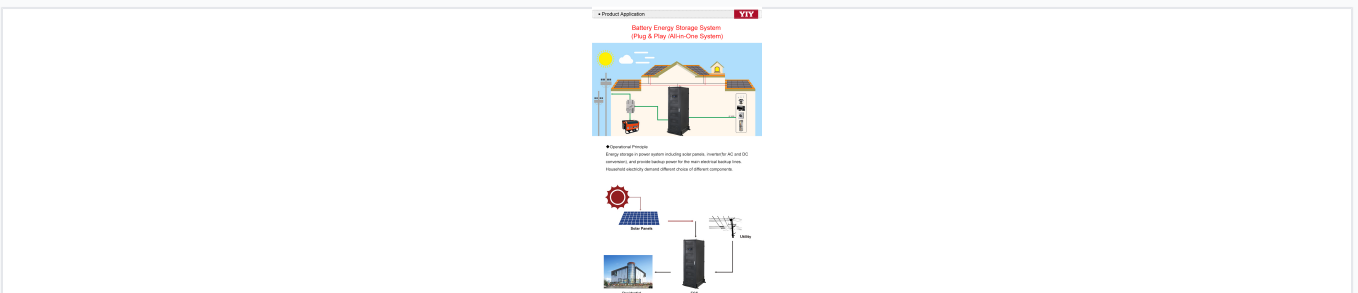 • Product Application
YIY
Battery Energy Storage System
(Plug & Play /All-in-One System)
◆Operational Principle
Energy storage in power system including solar panels, inverter(for AC and DC
conversion), and provide backup power for the main electrical backup lines.
Household electricity demand different choice of different components.
Solar Panels
Utility